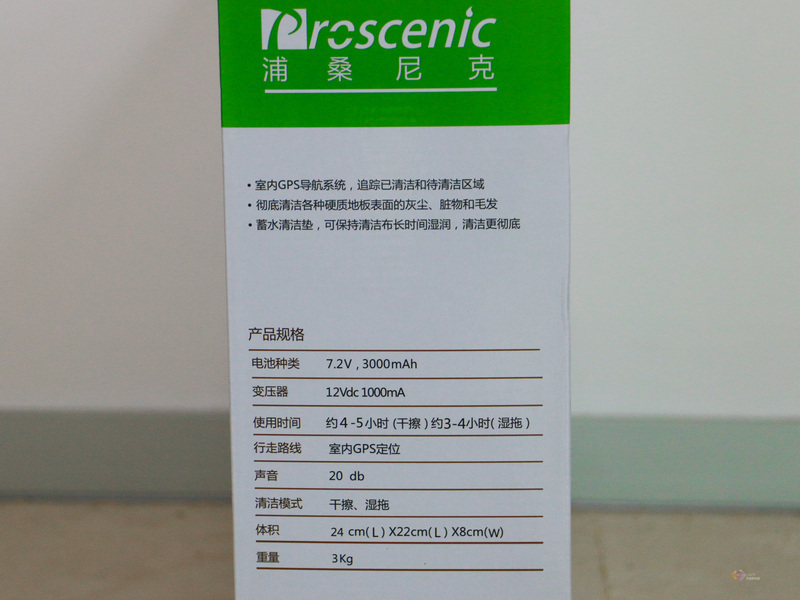 Proscenic
浦桑尼克
• 室内GPS导航系统，追踪已清洁和待清洁区域
• 彻底清洁各种硬质地板表面的灰尘、脏物和毛发
• 蓄水清洁垫，可保持清洁布长时间湿润，清洁更彻底
产品规格
电池种类 7.2V , 3000mAh
变压器 12Vdc 1000mA
使用时间 约4-5小时 (干擦) 约3-4小时( 湿拖 )
行走路线 室内GPS定位
声音 20 db
清洁模式 干擦、湿拖
体积 24 cm(L) X22cm(L) X8cm(W)
重量 3Kg